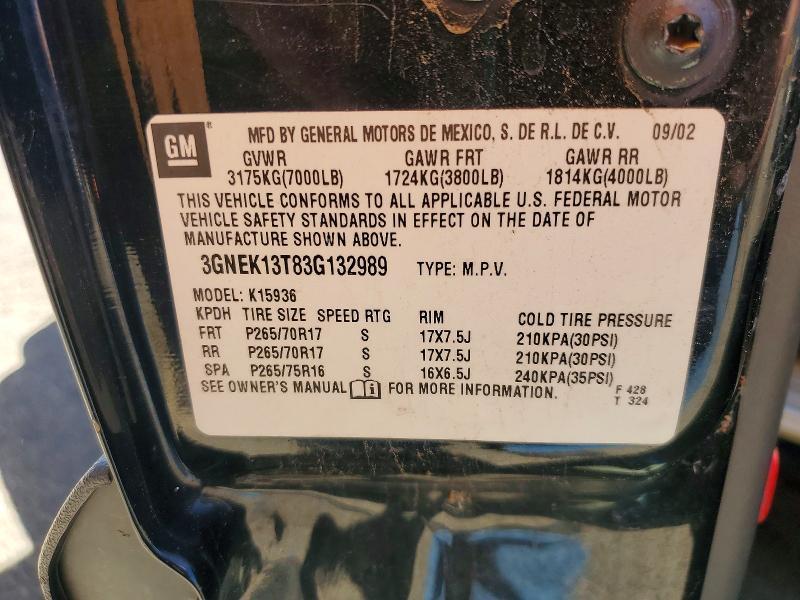 GM® MFD BY GENERAL MOTORS DE MEXICO, S. DE R.L. DE C.V. 09/02
GVWR GAWR FRT GAWR RR
3175KG(7000LB) 1724KG(3800LB) 1814KG(4000LB)
THIS VEHICLE CONFORMS TO ALL APPLICABLE U.S. FEDERAL MOTOR
VEHICLE SAFETY STANDARDS IN EFFECT ON THE DATE OF
MANUFACTURE SHOWN ABOVE.
3GNEK13T83G132989 TYPE: M.P.V.
MODEL: K15936
KPDH TIRE SIZE SPEED RTG RIM COLD TIRE PRESSURE
FRT P265/70R17 S 17X7.5J 210KPA(30PSI)
RR P265/70R17 S 17X7.5J 210KPA(30PSI)
SPA P265/75R16 S 16X6.5J 240KPA(35PSI)
SEE OWNER'S MANUAL FOR MORE INFORMATION. F 428
T 324